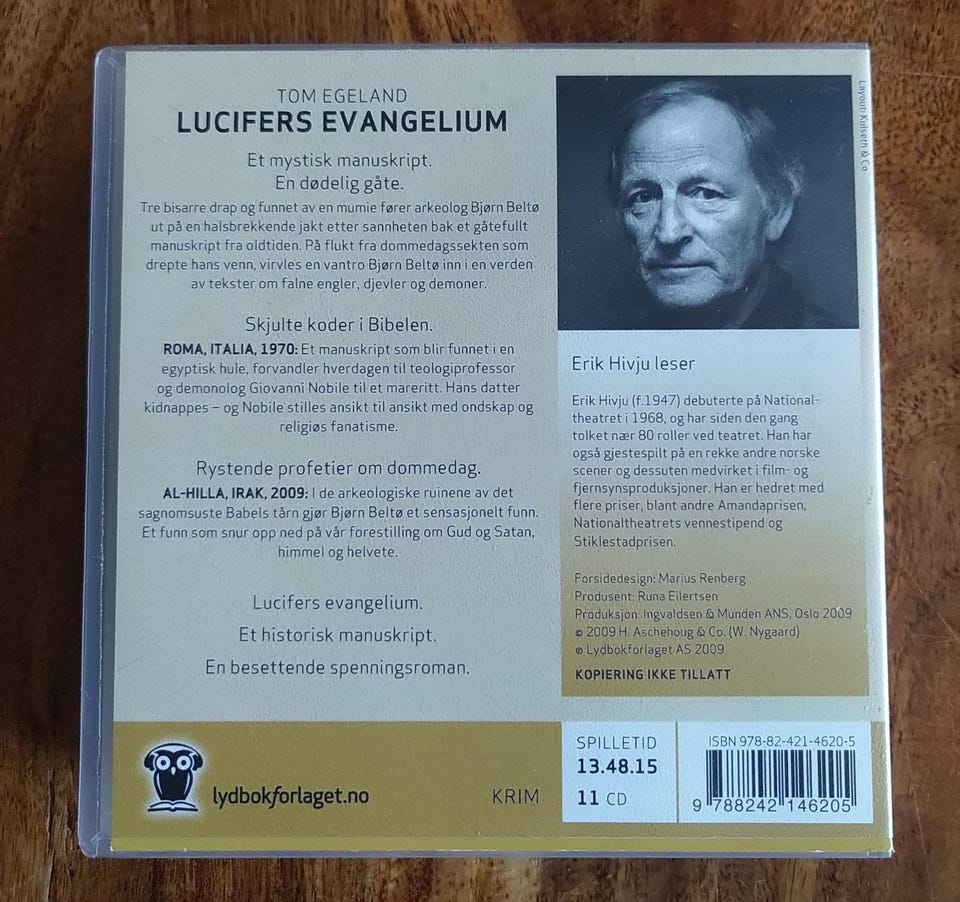 TOM EGELAND
LUCIFERS EVANGELIUM
Et mystisk manuskript.
En dødelig gåte.
Tre bisarre drap og funnet av en mumie fører arkeolog Bjørn Beltø
ut på en halsbrekkende jakt etter sannheten bak et gåtefullt
manuskript fra oldtiden. På flukt fra dommedagssekten som
drepte hans venn, virvles en vantro Bjørn Beltø inn i en verden
av tekster om falne engler, djevler og demoner.
Skjulte koder i Bibelen.
ROMA, ITALIA, 1970: Et manuskript som blir funnet i en
egyptisk hule, forvandler hverdagen til teologiprofessor
og demonolog Giovanni Nobile til et mareritt. Hans datter
kidnappes – og Nobile stilles ansikt til ansikt med ondskap og
religiøs fanatisme.
Rystende profetier om dommedag.
AL-HILLA, IRAK, 2009: I de arkeologiske ruinene av det
sagnomsuste Babels tårn gjør Bjørn Beltø et sensasjonelt funn.
Et funn som snur opp ned på vår forestilling om Gud og Satan,
himmel og helvete.
Lucifers evangelium.
Et historisk manuskript.
En besettende spenningsroman.
Layout: Kulseth & Co
Erik Hivju leser
Erik Hivju (f.1947) debuterte på National-
theatret i 1968, og har siden den gang
tolket nær 80 roller ved teatret. Han har
også gjestespilt på en rekke andre norske
scener og dessuten medvirket i film- og
fjernsynsproduksjoner. Han er hedret med
flere priser, blant andre Amandaprisen,
Nationaltheatrets vennestipend og
Stiklestadprisen.
Forsidedesign: Marius Renberg
Produsent: Runa Eilertsen
Produksjon: Ingvaldsen & Munden ANS, Oslo 2009
© 2009 H. Aschehoug & Co. (W. Nygaard)
℗ Lydbokforlaget AS 2009
KOPIERING IKKE TILLATT
lydbokforlaget.no
KRIM
SPILLETID
13.48.15
11 CD
ISBN 978-82-421-4620-5
9 788242 146205